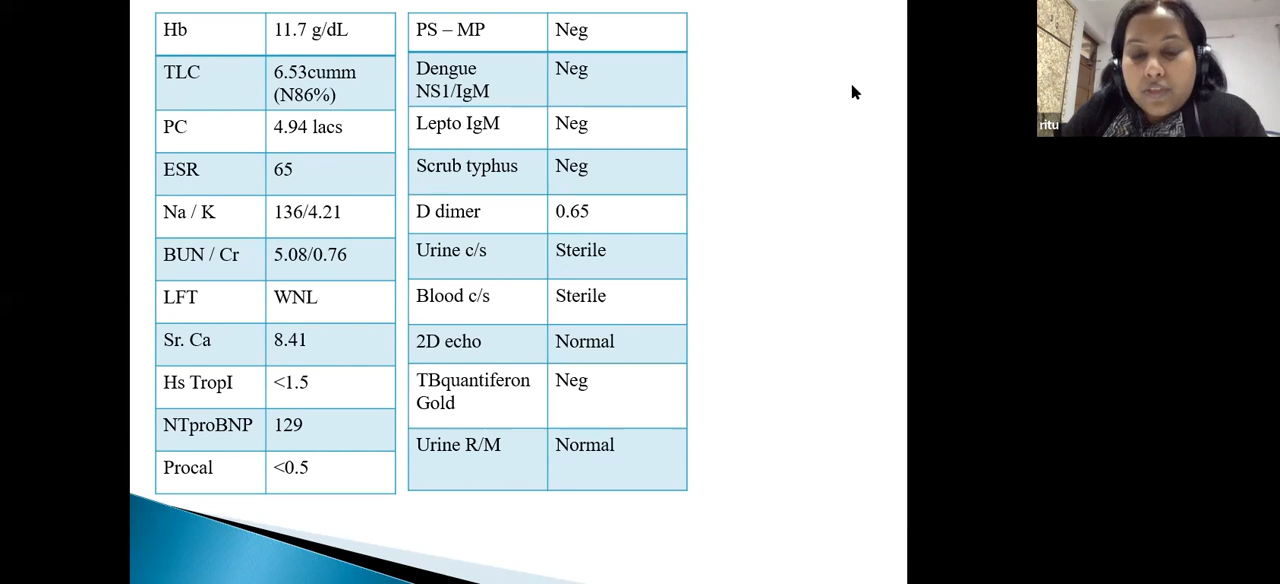 Hb 11.7 g/dL
TLC 6.53cumm
(N86%)
PC 4.94 lacs
ESR 65
Na / K 136/4.21
BUN / Cr 5.08/0.76
LFT WNL
Sr. Ca 8.41
Hs TropI <1.5
NTproBNP 129
Procal <0.5
PS – MP Neg
Dengue Neg
NS1/IgM
Lepto IgM Neg
Scrub typhus Neg
D dimer 0.65
Urine c/s Sterile
Blood c/s Sterile
2D echo Normal
TBquantiferon Neg
Gold
Urine R/M Normal
ritu